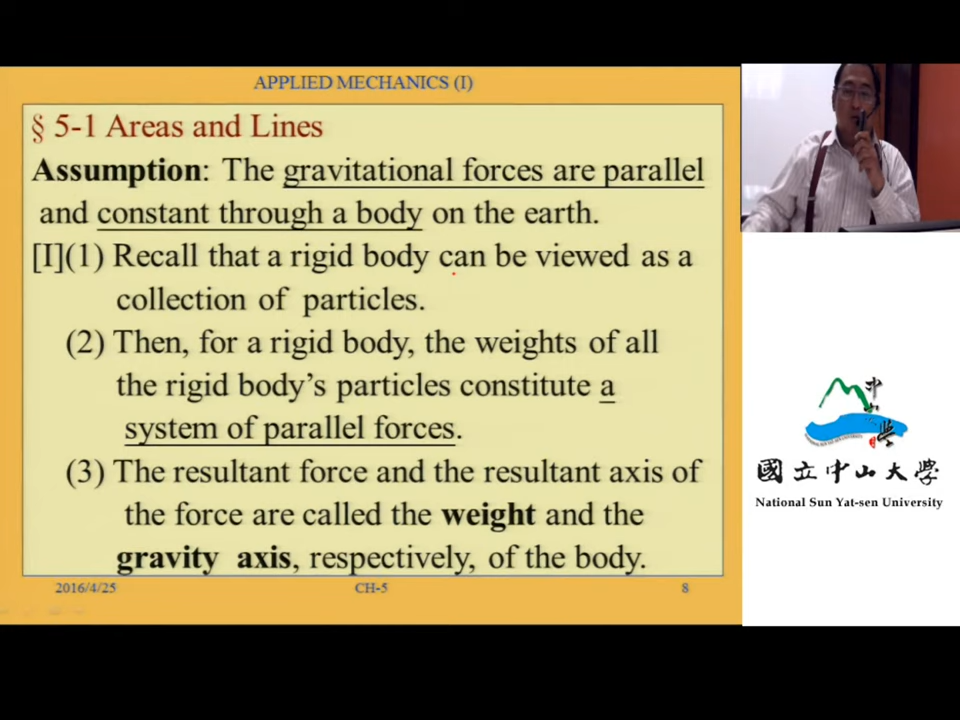 APPLIED MECHANICS (I)
§ 5-1 Areas and Lines
Assumption: The gravitational forces are parallel
and constant through a body on the earth.
[I](1) Recall that a rigid body can be viewed as a
collection of particles.
(2) Then, for a rigid body, the weights of all
the rigid body's particles constitute a
system of parallel forces.
(3) The resultant force and the resultant axis of
the force are called the weight and the
gravity axis, respectively, of the body.
2016/4/25 CH-5 8
國立中山大學
National Sun Yat-sen University